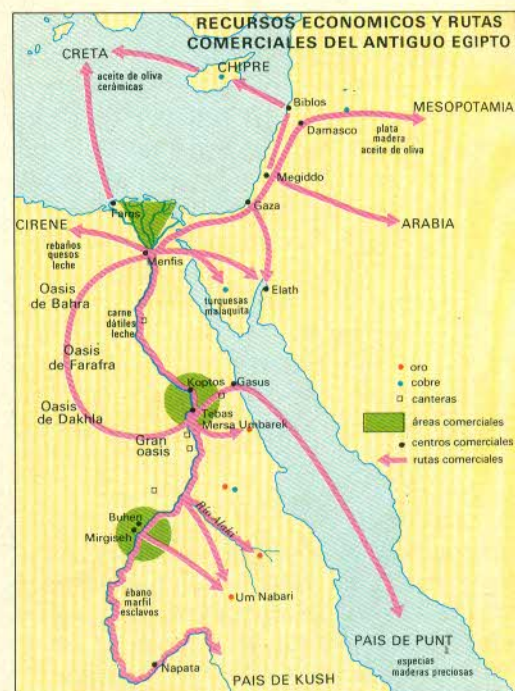 RECURSOS ECONOMICOS Y RUTAS
COMERCIALES DEL ANTIGUO EGIPTO
CRETA
aceite de oliva
cerámicas
CHIPRE
Biblos
MESOPOTAMIA
Damasco
plata
madera
aceite de oliva
Megiddo
ARABIA
Gaza
Faros
CIRENE
rebaños
quesos
leche
Menfis
Elath
turquesas
malaquita
Oasis
de Bahra
carne
dátiles
leche
Oasis
de Farafra
Oasis
de Dakhla
Koptos
Gasus
Tebas
Mersa Umbarek
Gran
oasis
oro
cobre
canteras
áreas comerciales
centros comerciales
rutas comerciales
Buhen
Mirgiseh
Río Alaki
ébano
marfil
esclavos
Um Nabari
Napata
PAIS DE KUSH
PAIS DE PUNT
especias
maderas preciosas